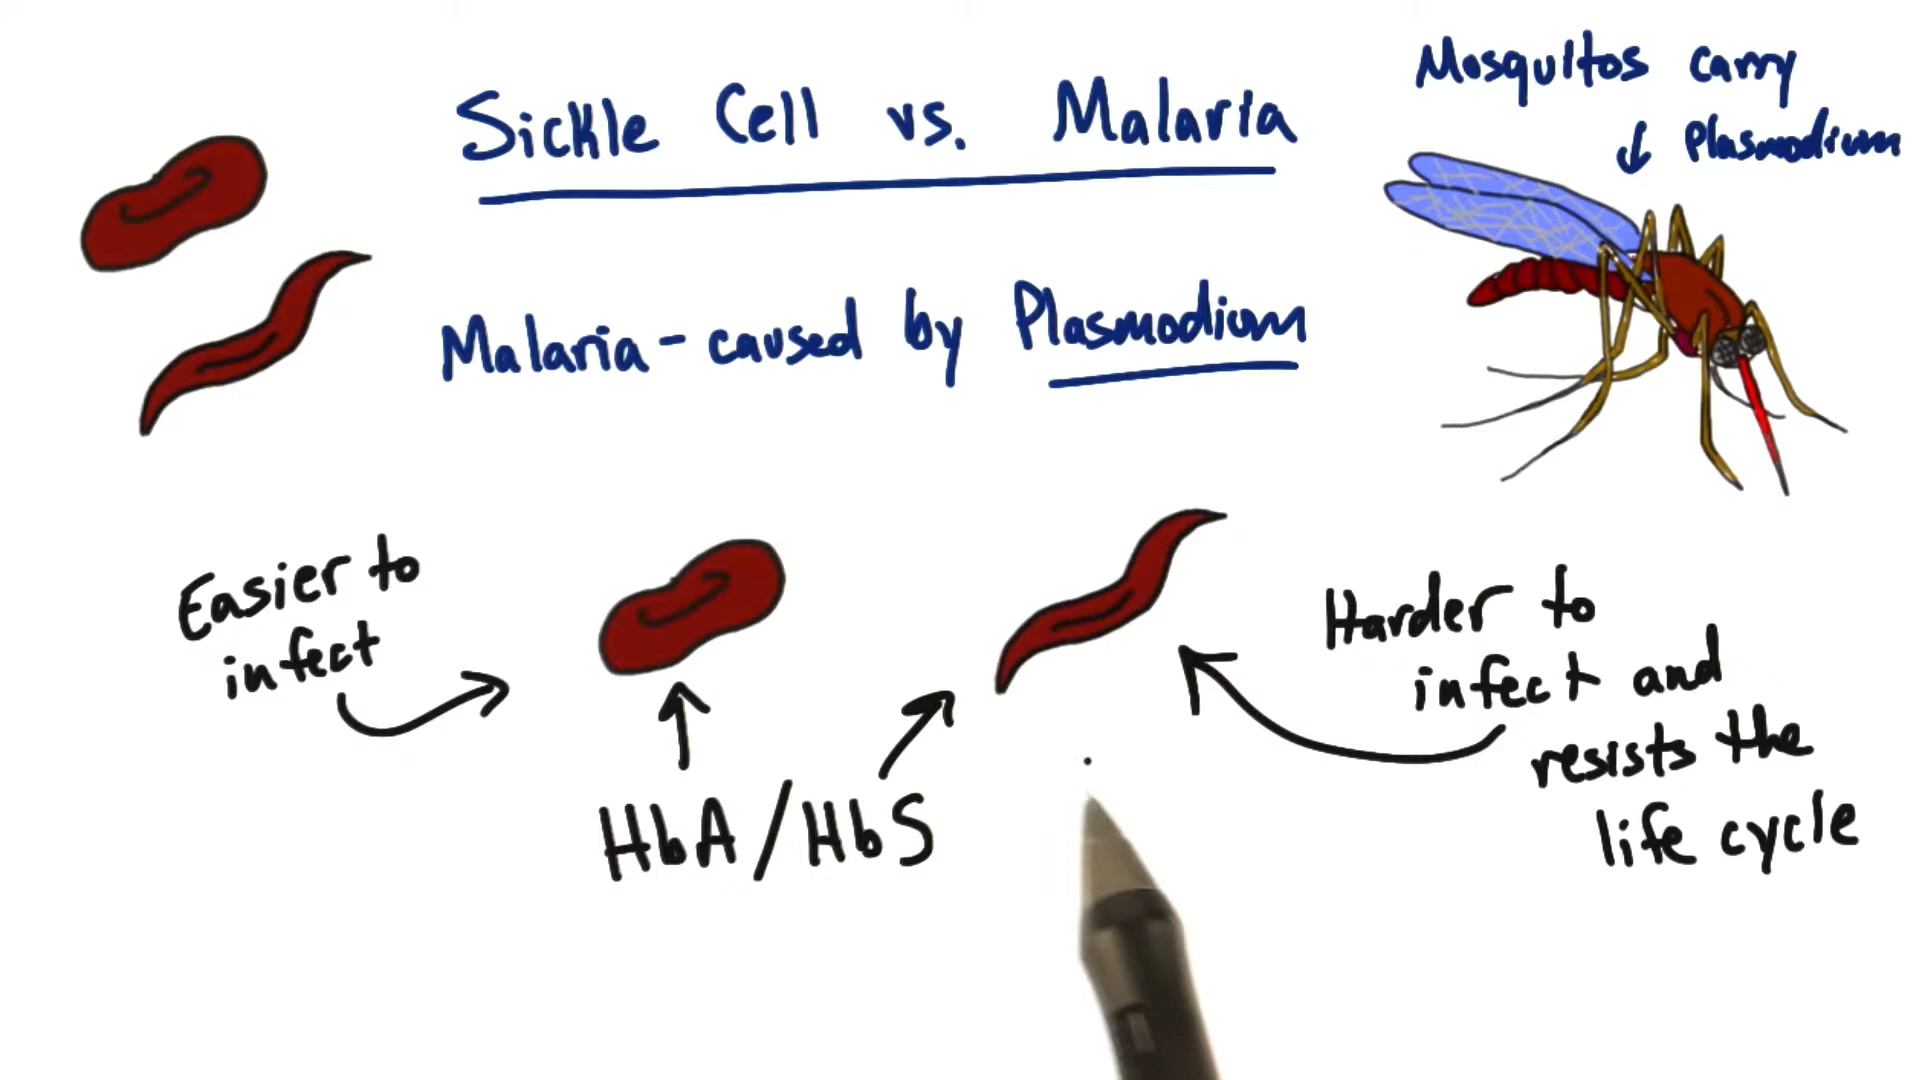 Sickle Cell vs. Malaria
Mosquitos carry
↓ Plasmodium
Malaria - caused by Plasmodium
Easier to
infect
Harder to
infect and
resists the
life cycle
HbA/HbS